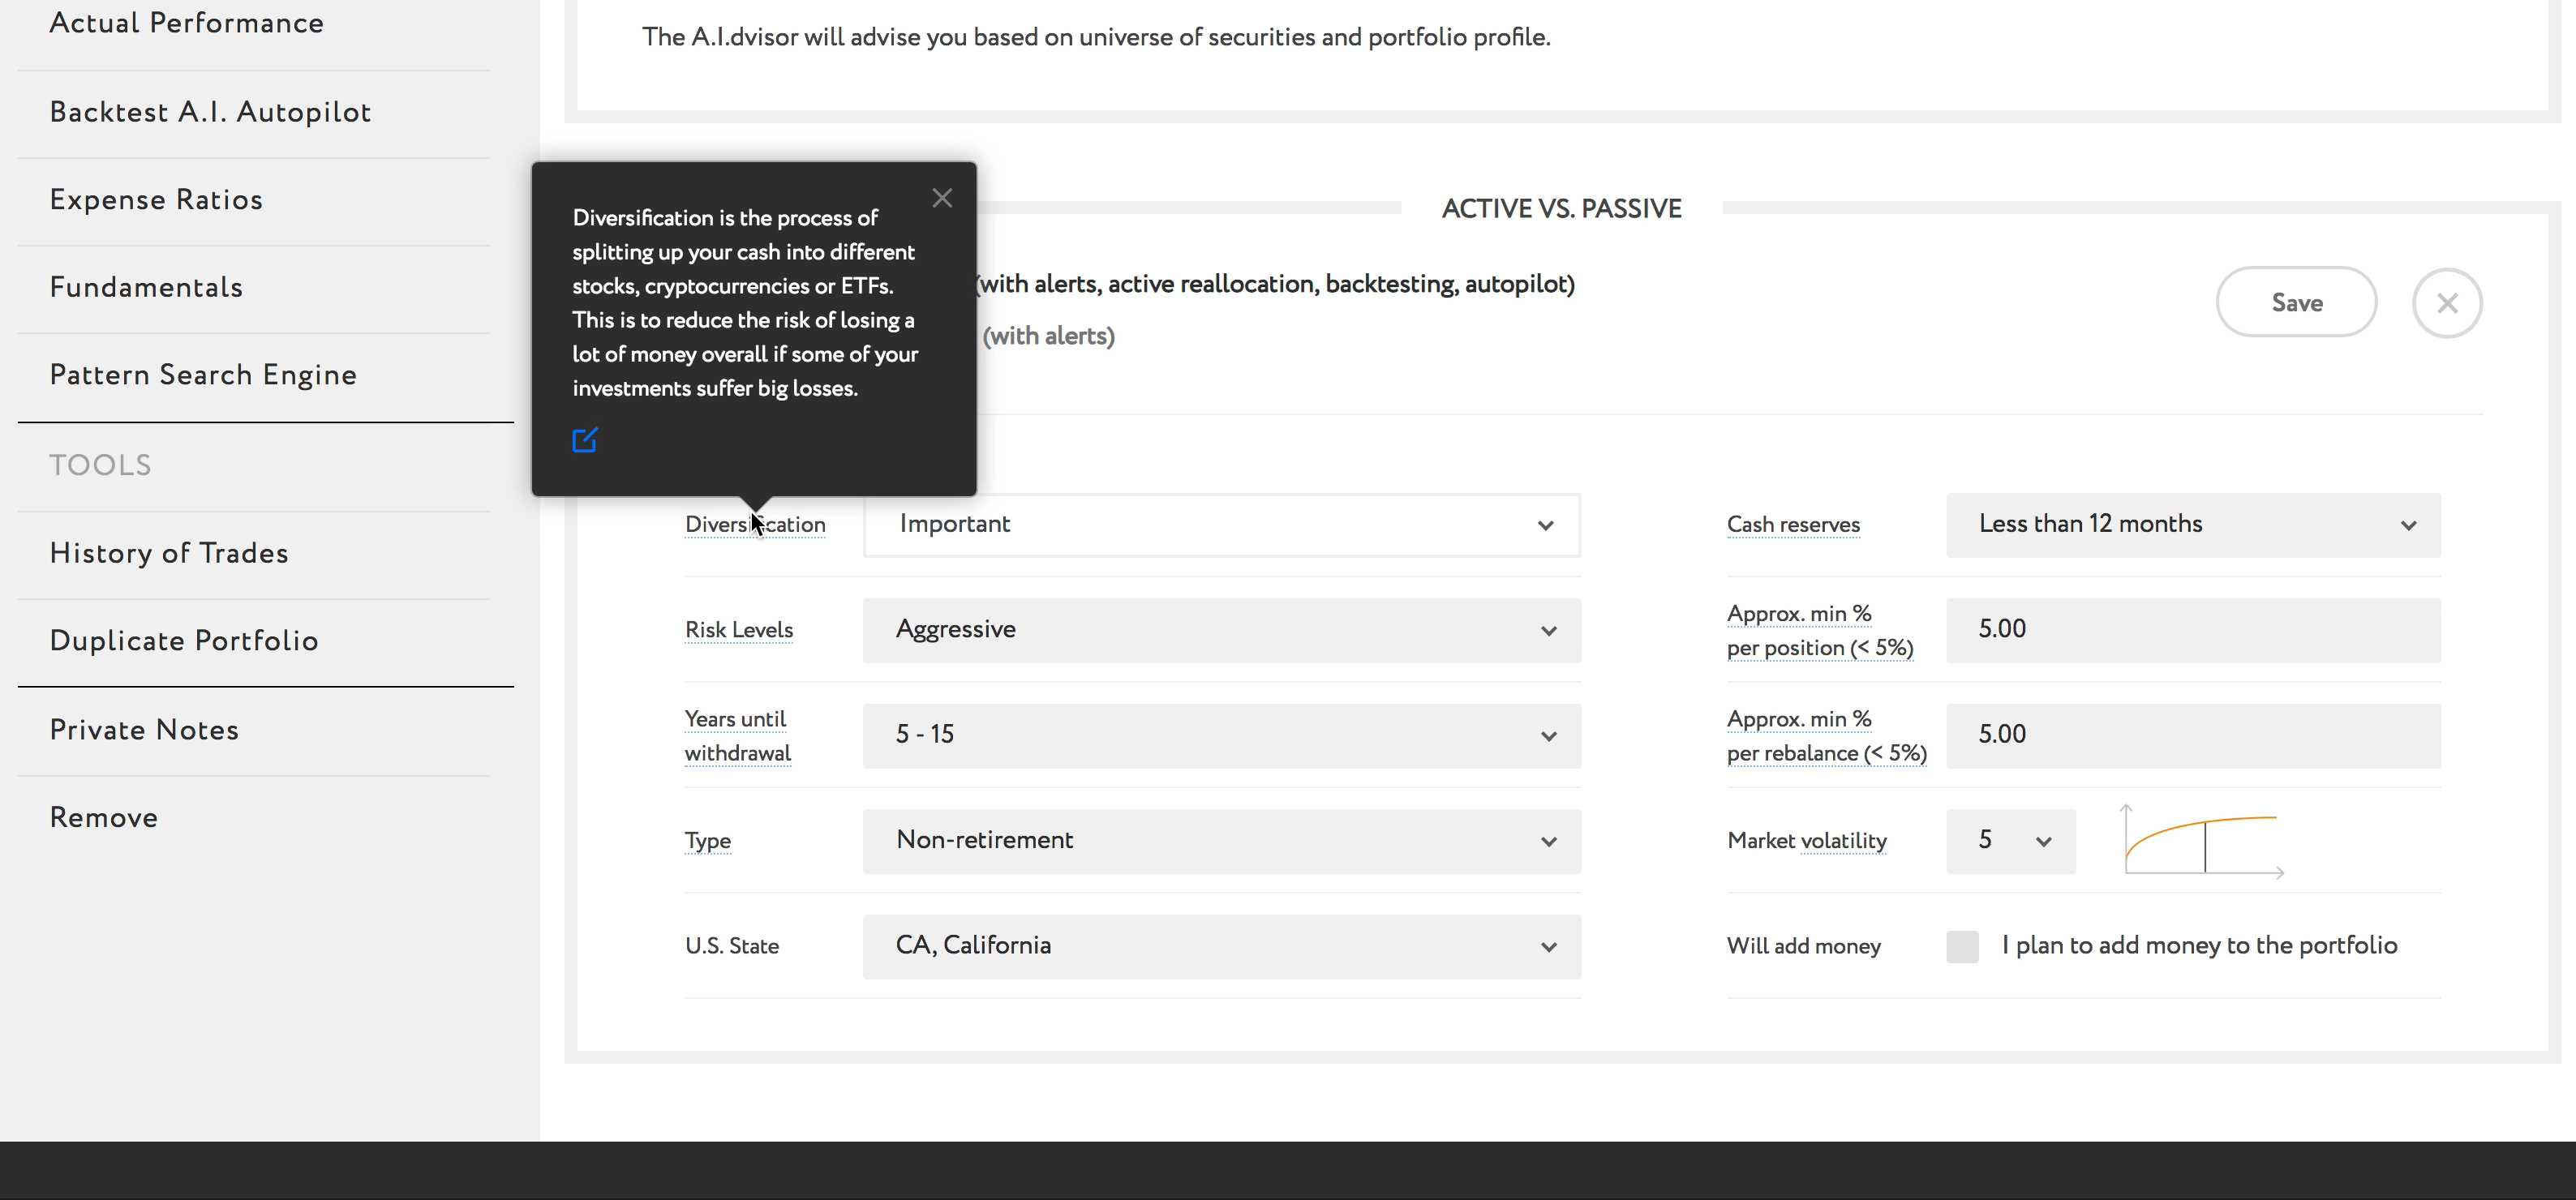 Actual Performance
Backtest A.I. Autopilot
Expense Ratios
Fundamentals
Pattern Search Engine
TOOLS
History of Trades
Duplicate Portfolio
Private Notes
Remove
The A.I.dvisor will advise you based on universe of securities and portfolio profile.
ACTIVE VS. PASSIVE
(with alerts, active reallocation, backtesting, autopilot)
(with alerts)
Save
Diversification is the process of
splitting up your cash into different
stocks, cryptocurrencies or ETFs.
This is to reduce the risk of losing a
lot of money overall if some of your
investments suffer big losses.
Diversification
Important
Risk Levels
Aggressive
Years until
withdrawal
5 - 15
Type
Non-retirement
U.S. State
CA, California
Cash reserves
Less than 12 months
Approx. min %
per position (< 5%)
5.00
Approx. min %
per rebalance (< 5%)
5.00
Market volatility
5
Will add money
I plan to add money to the portfolio